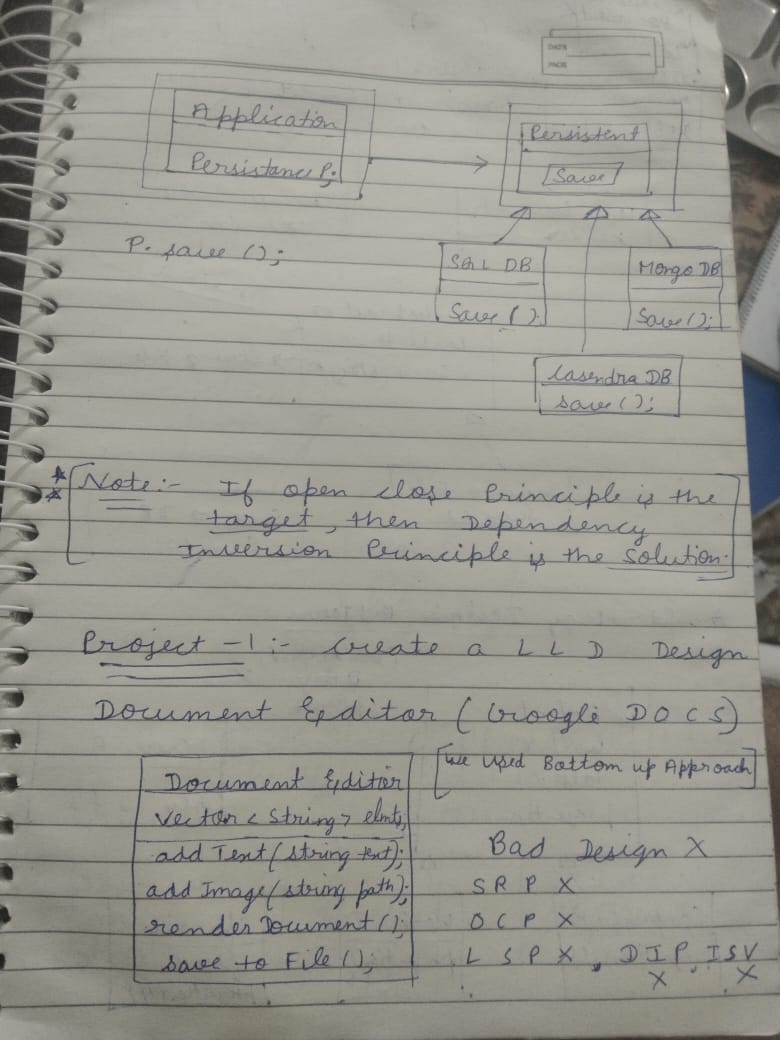 DATE
PAGE
Application
Persistance P;
Persistent
Save
P. save ();
SQL DB
Save ();
Mongo DB
Save ();
Casendra DB
Save ();
Note:- If open close Principle is the
target, then Dependency
Inversion Principle is the solution.
Project -1 :- Create a LLD Design
Document Editor (Google DOCS)
[We Used Bottom up Approach]
Document Editor
vector < string > elmts;
add Text (string text);
add Image (string path);
render Document ();
save to File ();
Bad Design X
SRP X
OCP X
LSP X, DIP, ISV
X X